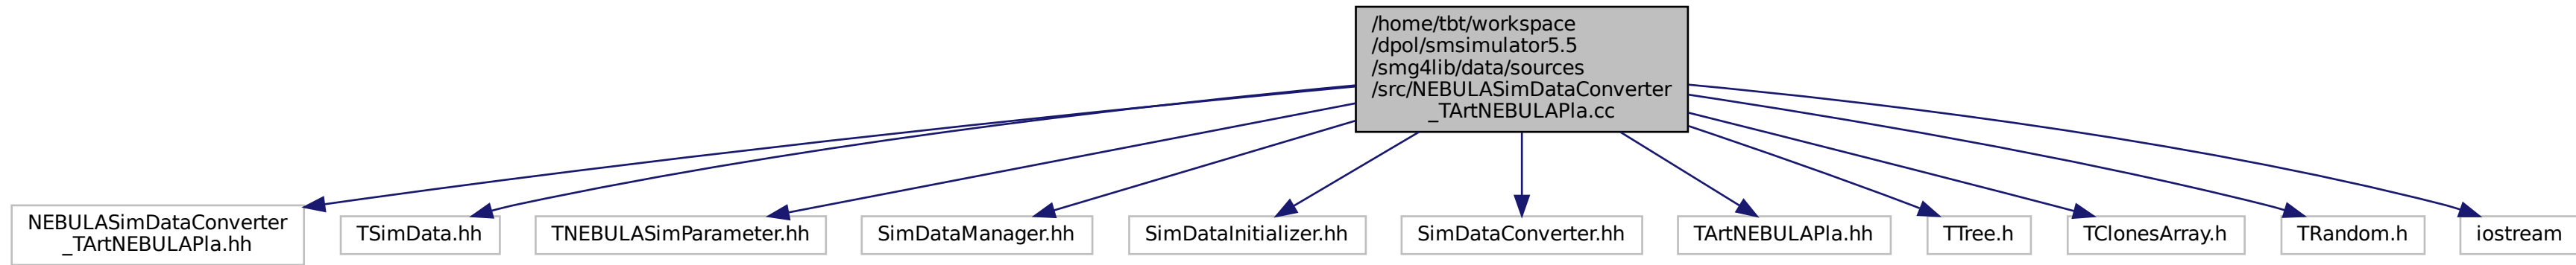 /home/tbt/workspace
/dpol/smsimulator5.5
/smg4lib/data/sources
/src/NEBULASimDataConverter
_TArtNEBULAPla.cc
NEBULASimDataConverter
_TArtNEBULAPla.hh
TSimData.hh
TNEBULASimParameter.hh
SimDataManager.hh
SimDataInitializer.hh
SimDataConverter.hh
TArtNEBULAPla.hh
TTree.h
TClonesArray.h
TRandom.h
iostream